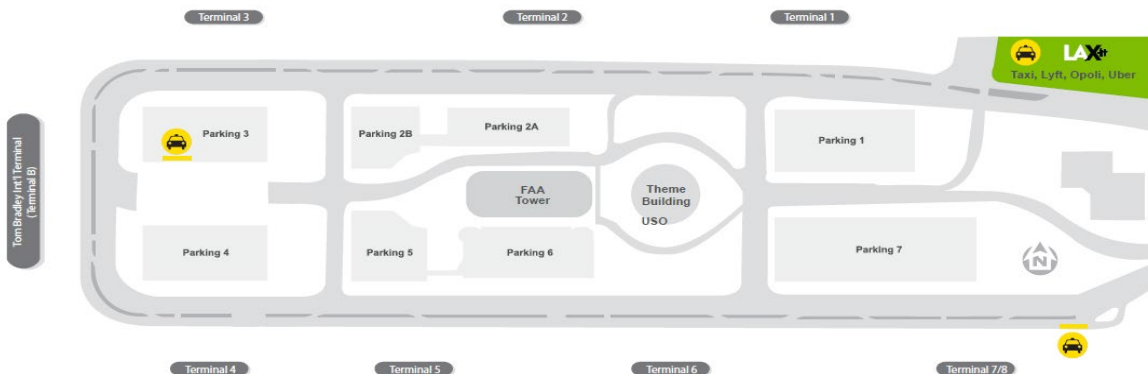 Terminal 3
Terminal 2
Terminal 1
LAX-it
Taxi, Lyft, Opoli, Uber
Parking 3
Parking 2B
Parking 2A
Parking 1
Tom Bradley Int'l Terminal
(Terminal B)
FAA
Tower
Theme
Building
USO
Parking 4
Parking 5
Parking 6
Parking 7
N
Terminal 4
Terminal 5
Terminal 6
Terminal 7/8